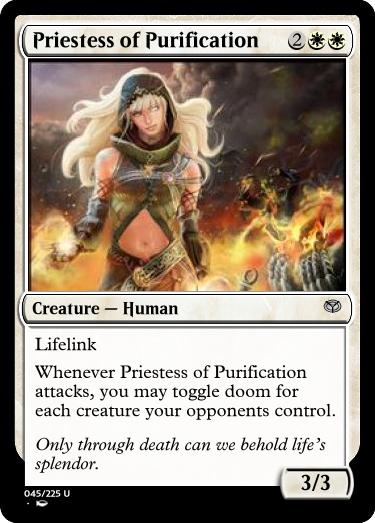 Priestess of Purification 2
Creature — Human
Lifelink
Whenever Priestess of Purification
attacks, you may toggle doom for
each creature your opponents control.
Only through death can we behold life's
splendor.
3/3
045/225 U